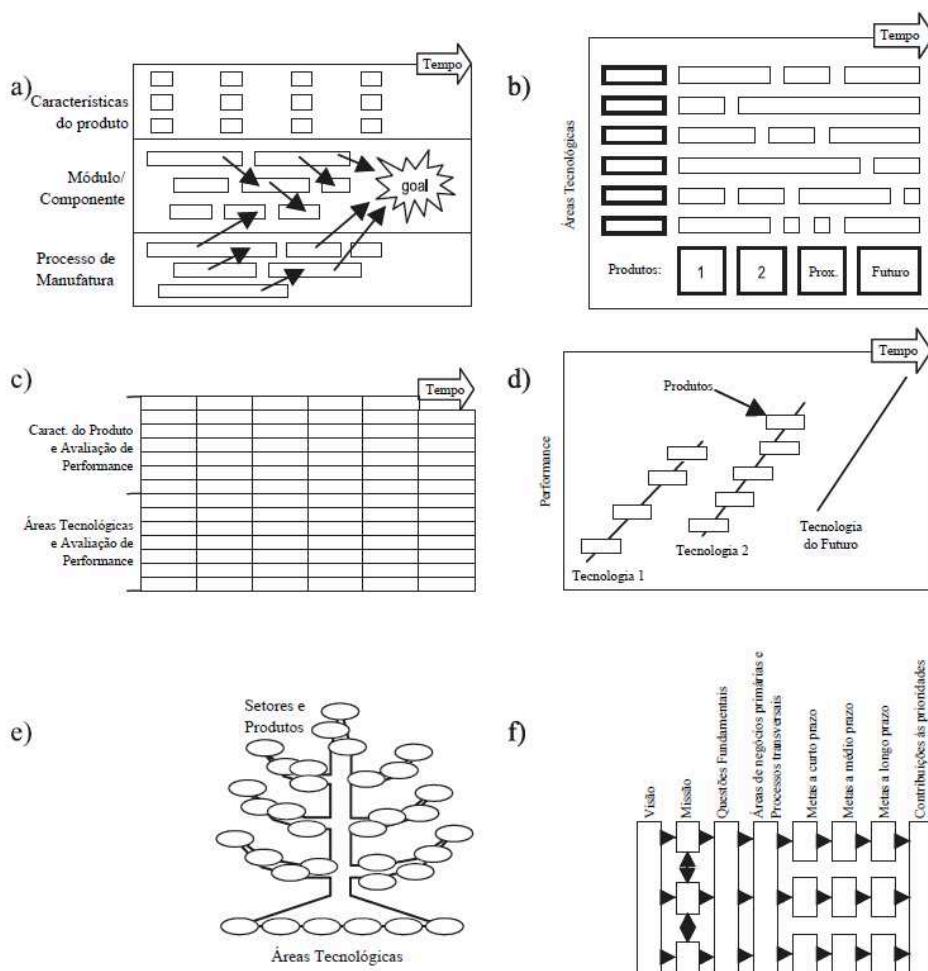 a)
Tempo
Características
do produto
Módulo/
Componente
goal
Processo de
Manufatura
b)
Tempo
Áreas Tecnológicas
Produtos:
1
2
Prox.
Futuro
c)
Tempo
Caract. do Produto
e Avaliação de
Performance
Áreas Tecnológicas
e Avaliação de
Performance
d)
Tempo
Produtos
Performance
Tecnologia 1
Tecnologia 2
Tecnologia
do Futuro
e)
Setores e
Produtos
Áreas Tecnológicas
f)
Visão
Missão
Questões Fundamentais
Áreas de negócios primárias e
Processos transversais
Metas a curto prazo
Metas a médio prazo
Metas a longo prazo
Contribuições às prioridades